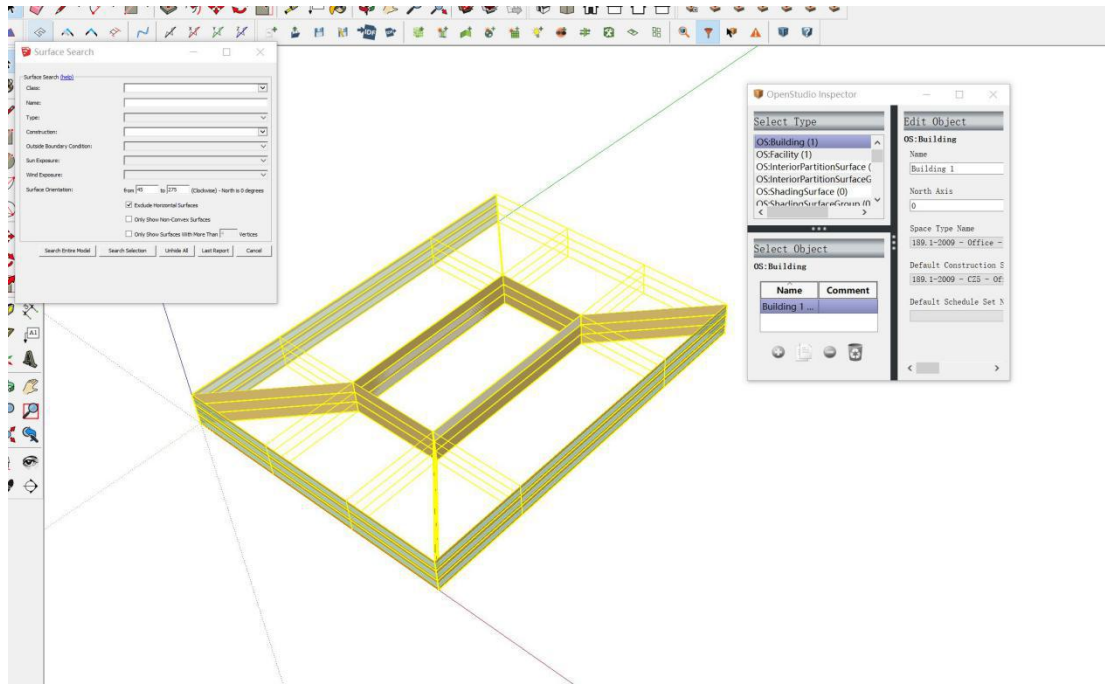 Surface Search
Surface Search (help)
Class:
Name:
Type:
Construction:
Outside Boundary Condition:
Sun Exposure:
Wind Exposure:
Surface Orientation: from 45 to 275 (Clockwise) - North is 0 degrees
Exclude Horizontal Surfaces
Only Show Non-Convex Surfaces
Only Show Surfaces With More Than Vertices
Search Entire Model Search Selection Unhide All Last Report Cancel
IDF
A1
OpenStudio Inspector
Select Type
OS:Building (1)
OS:Facility (1)
OS:InteriorPartitionSurface (
OS:InteriorPartitionSurfaceG
OS:ShadingSurface (0)
OS:ShadingSurfaceGroup (0)
Select Object
OS:Building
Name Comment
Building 1 ...
Edit Object
OS:Building
Name
Building 1
North Axis
0
Space Type Name
189.1-2009 - Office -
Default Construction S
189.1-2009 - CZ5 - Of
Default Schedule Set N